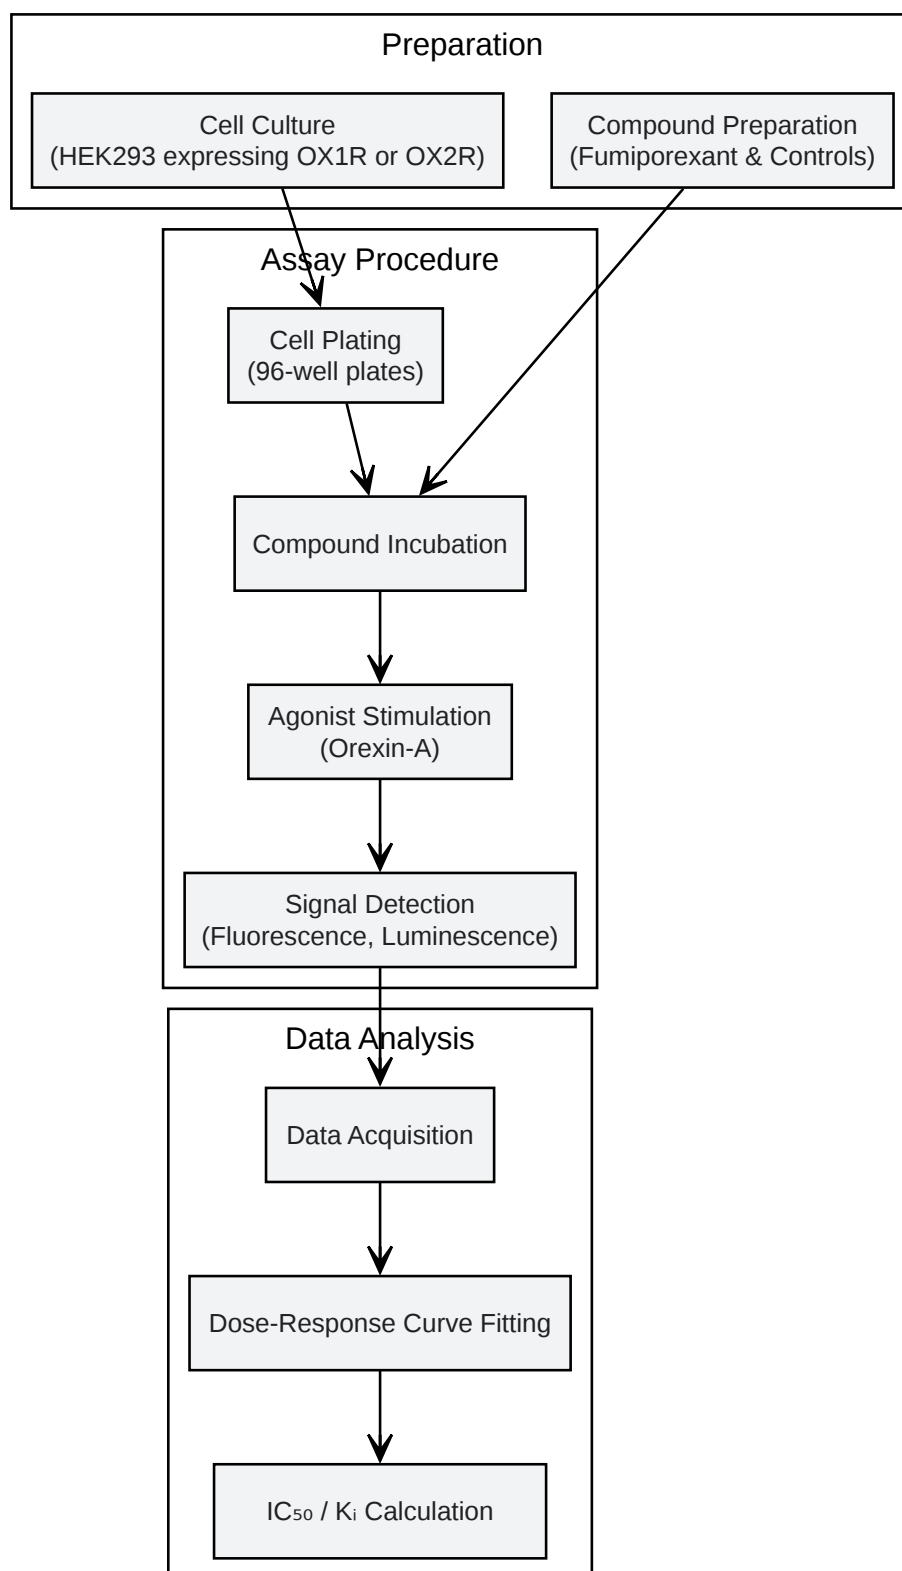 Preparation
Cell Culture
(HEK293 expressing OX1R or OX2R)
Compound Preparation
(Fumiporexant & Controls)
Assay Procedure
Cell Plating
(96-well plates)
Compound Incubation
Agonist Stimulation
(Orexin-A)
Signal Detection
(Fluorescence, Luminescence)
Data Analysis
Data Acquisition
Dose-Response Curve Fitting
IC₅₀ / Kᵢ Calculation